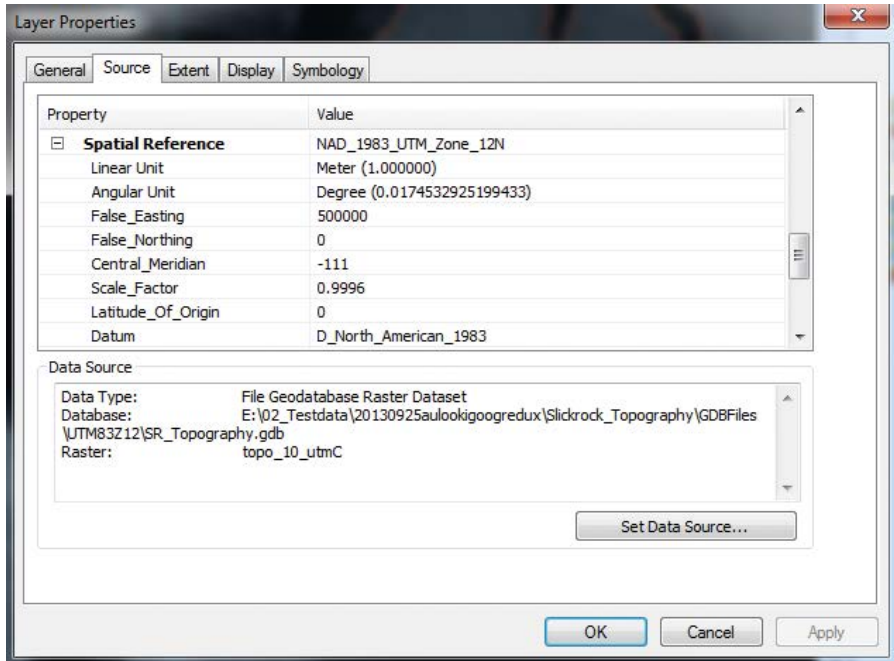 Layer Properties
General Source Extent Display Symbology
Property Value
Spatial Reference NAD_1983_UTM_Zone_12N
Linear Unit Meter (1.000000)
Angular Unit Degree (0.0174532925199433)
False_Easting 500000
False_Northing 0
Central_Meridian -111
Scale_Factor 0.9996
Latitude_Of_Origin 0
Datum D_North_American_1983
Data Source
Data Type: File Geodatabase Raster Dataset
Database: E:\02_Testdata\20130925aulookigoogredux\Slickrock_Topography\GDBFiles
\UTM83Z12\SR_Topography.gdb
Raster: topo_10_utmC
Set Data Source...
OK Cancel Apply